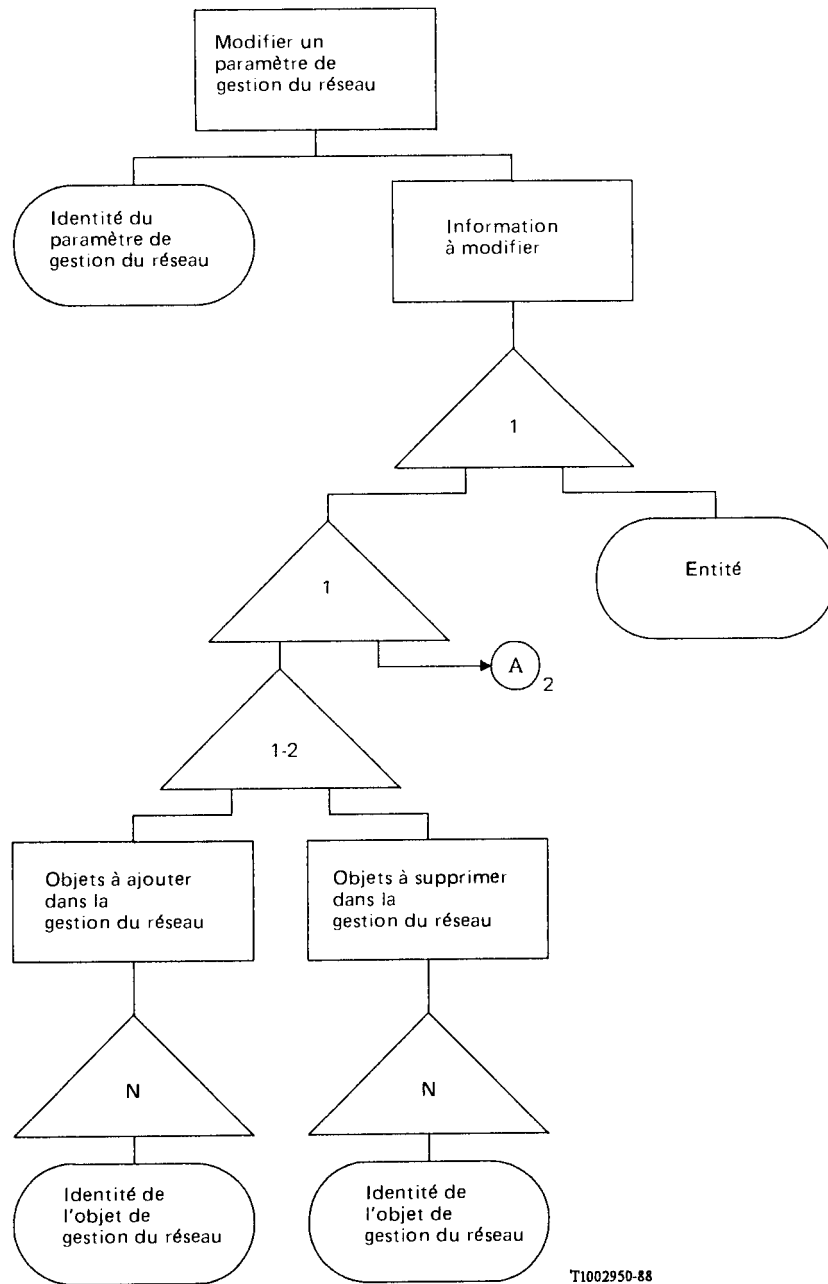 Modifier un
paramètre de
gestion du réseau
Identité du
paramètre de
gestion du réseau
Information
à modifier
1
Entité
1
A
2
1-2
Objets à ajouter
dans la
gestion du réseau
Objets à supprimer
dans la
gestion du réseau
N
N
Identité de
l'objet de
gestion du réseau
Identité de
l'objet de
gestion du réseau
T1002950-88